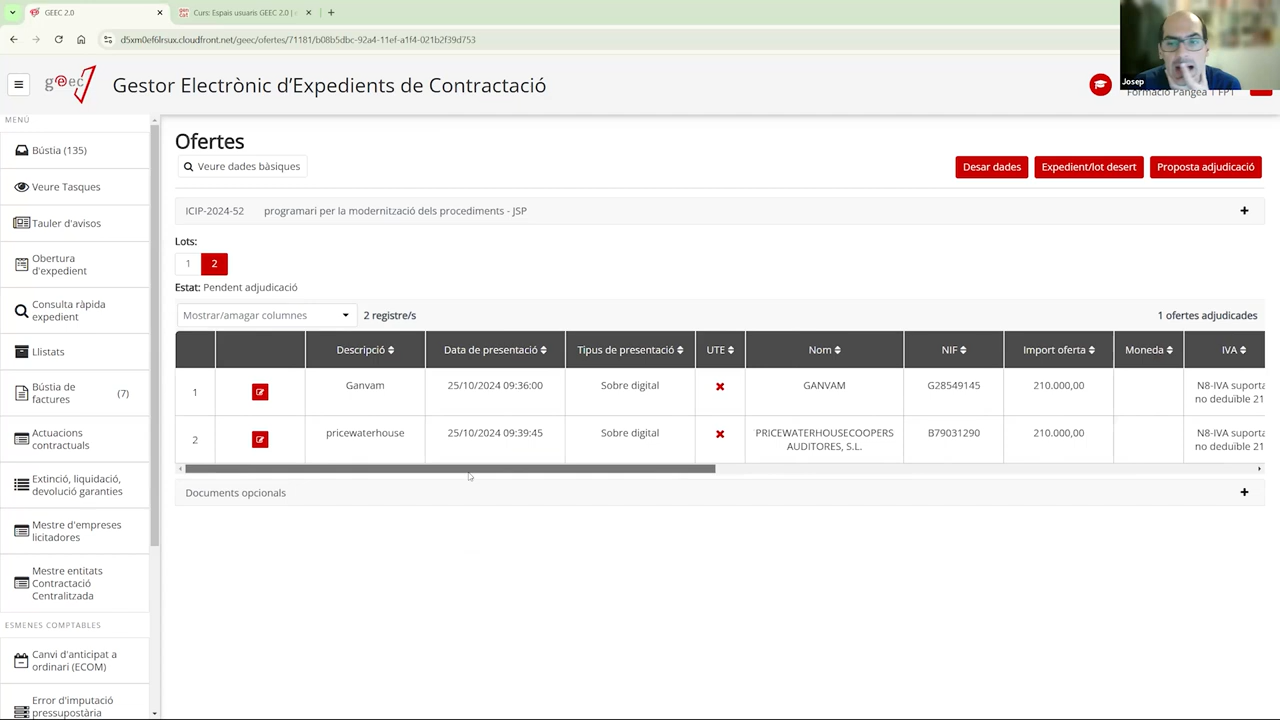 GEEC 2.0
Curs: Espais usuaris GEEC 2.0 | e
d5xm0ef6lrsux.cloudfront.net/geec/ofertes/71181/b08b5dbc-92a4-11ef-a1f4-021b2f39d753
Josep
geec
Gestor Electrònic d'Expedients de Contractació
Formació Pangea 1 FPT
MENÚ
Bústia (135)
Veure Tasques
Tauler d'avisos
Obertura
d'expedient
Consulta ràpida
expedient
Llistats
Bústia de
factures
(7)
Actuacions
contractuals
Extinció, liquidació,
devolució garanties
Mestre d'empreses
licitadores
Mestre entitats
Contractació
Centralitzada
ESMENES COMPTABLES
Canvi d'anticipat a
ordinari (ECOM)
Error d'imputació
pressupostària
Ofertes
Veure dades bàsiques
Desar dades
Expedient/lot desert
Proposta adjudicació
ICIP-2024-52 programari per la modernització dels procediments - JSP
Lots:
1 2
Estat: Pendent adjudicació
Mostrar/amagar columnes 2 registre/s 1 ofertes adjudicades
Descripció Data de presentació Tipus de presentació UTE Nom NIF Import oferta Moneda IVA
1 Ganvam 25/10/2024 09:36:00 Sobre digital GANVAM G28549145 210.000,00 N8-IVA suporta
no deduïble 21
2 pricewaterhouse 25/10/2024 09:39:45 Sobre digital PRICEWATERHOUSECOOPERS B79031290 210.000,00 N8-IVA suporta
AUDITORES, S.L. no deduïble 21
Documents opcionals